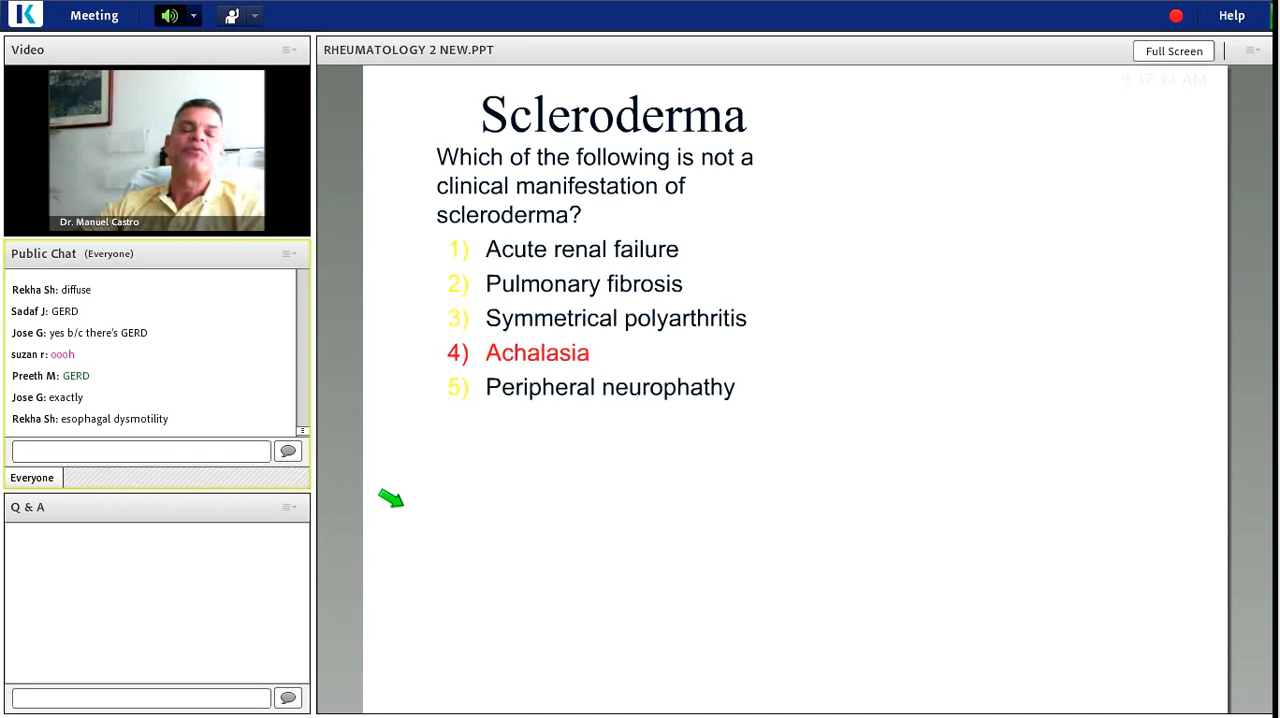 K
Meeting
Help
Video
Dr. Manuel Castro
Public Chat (Everyone)
Rekha Sh: diffuse
Sadaf J: GERD
Jose G: yes b/c there's GERD
suzan r: oooh
Preeth M: GERD
Jose G: exactly
Rekha Sh: esophagal dysmotility
Everyone
Q & A
RHEUMATOLOGY 2 NEW.PPT
Full Screen
Scleroderma
Which of the following is not a
clinical manifestation of
scleroderma?
1) Acute renal failure
2) Pulmonary fibrosis
3) Symmetrical polyarthritis
4) Achalasia
5) Peripheral neurophathy